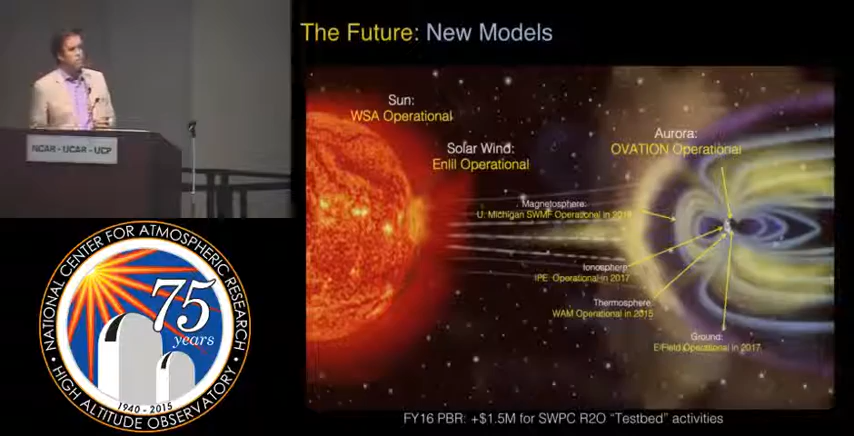 The Future: New Models
NCAR - UCAR - UCP
Sun:
WSA Operational
Solar Wind:
Enlil Operational
Aurora:
OVATION Operational
Magnetosphere:
U. Michigan SWMF Operational in
Ionosphere:
IPE Operational in 2017
Thermosphere:
WAM Operational in 2015
Ground:
E Field Operational in 2017
FY16 PBR: +$1.5M for SWPC R2O "Testbed" activities
NATIONAL CENTER FOR ATMOSPHERIC RESEARCH
75
years
1940 - 2015
HIGH ALTITUDE OBSERVATORY